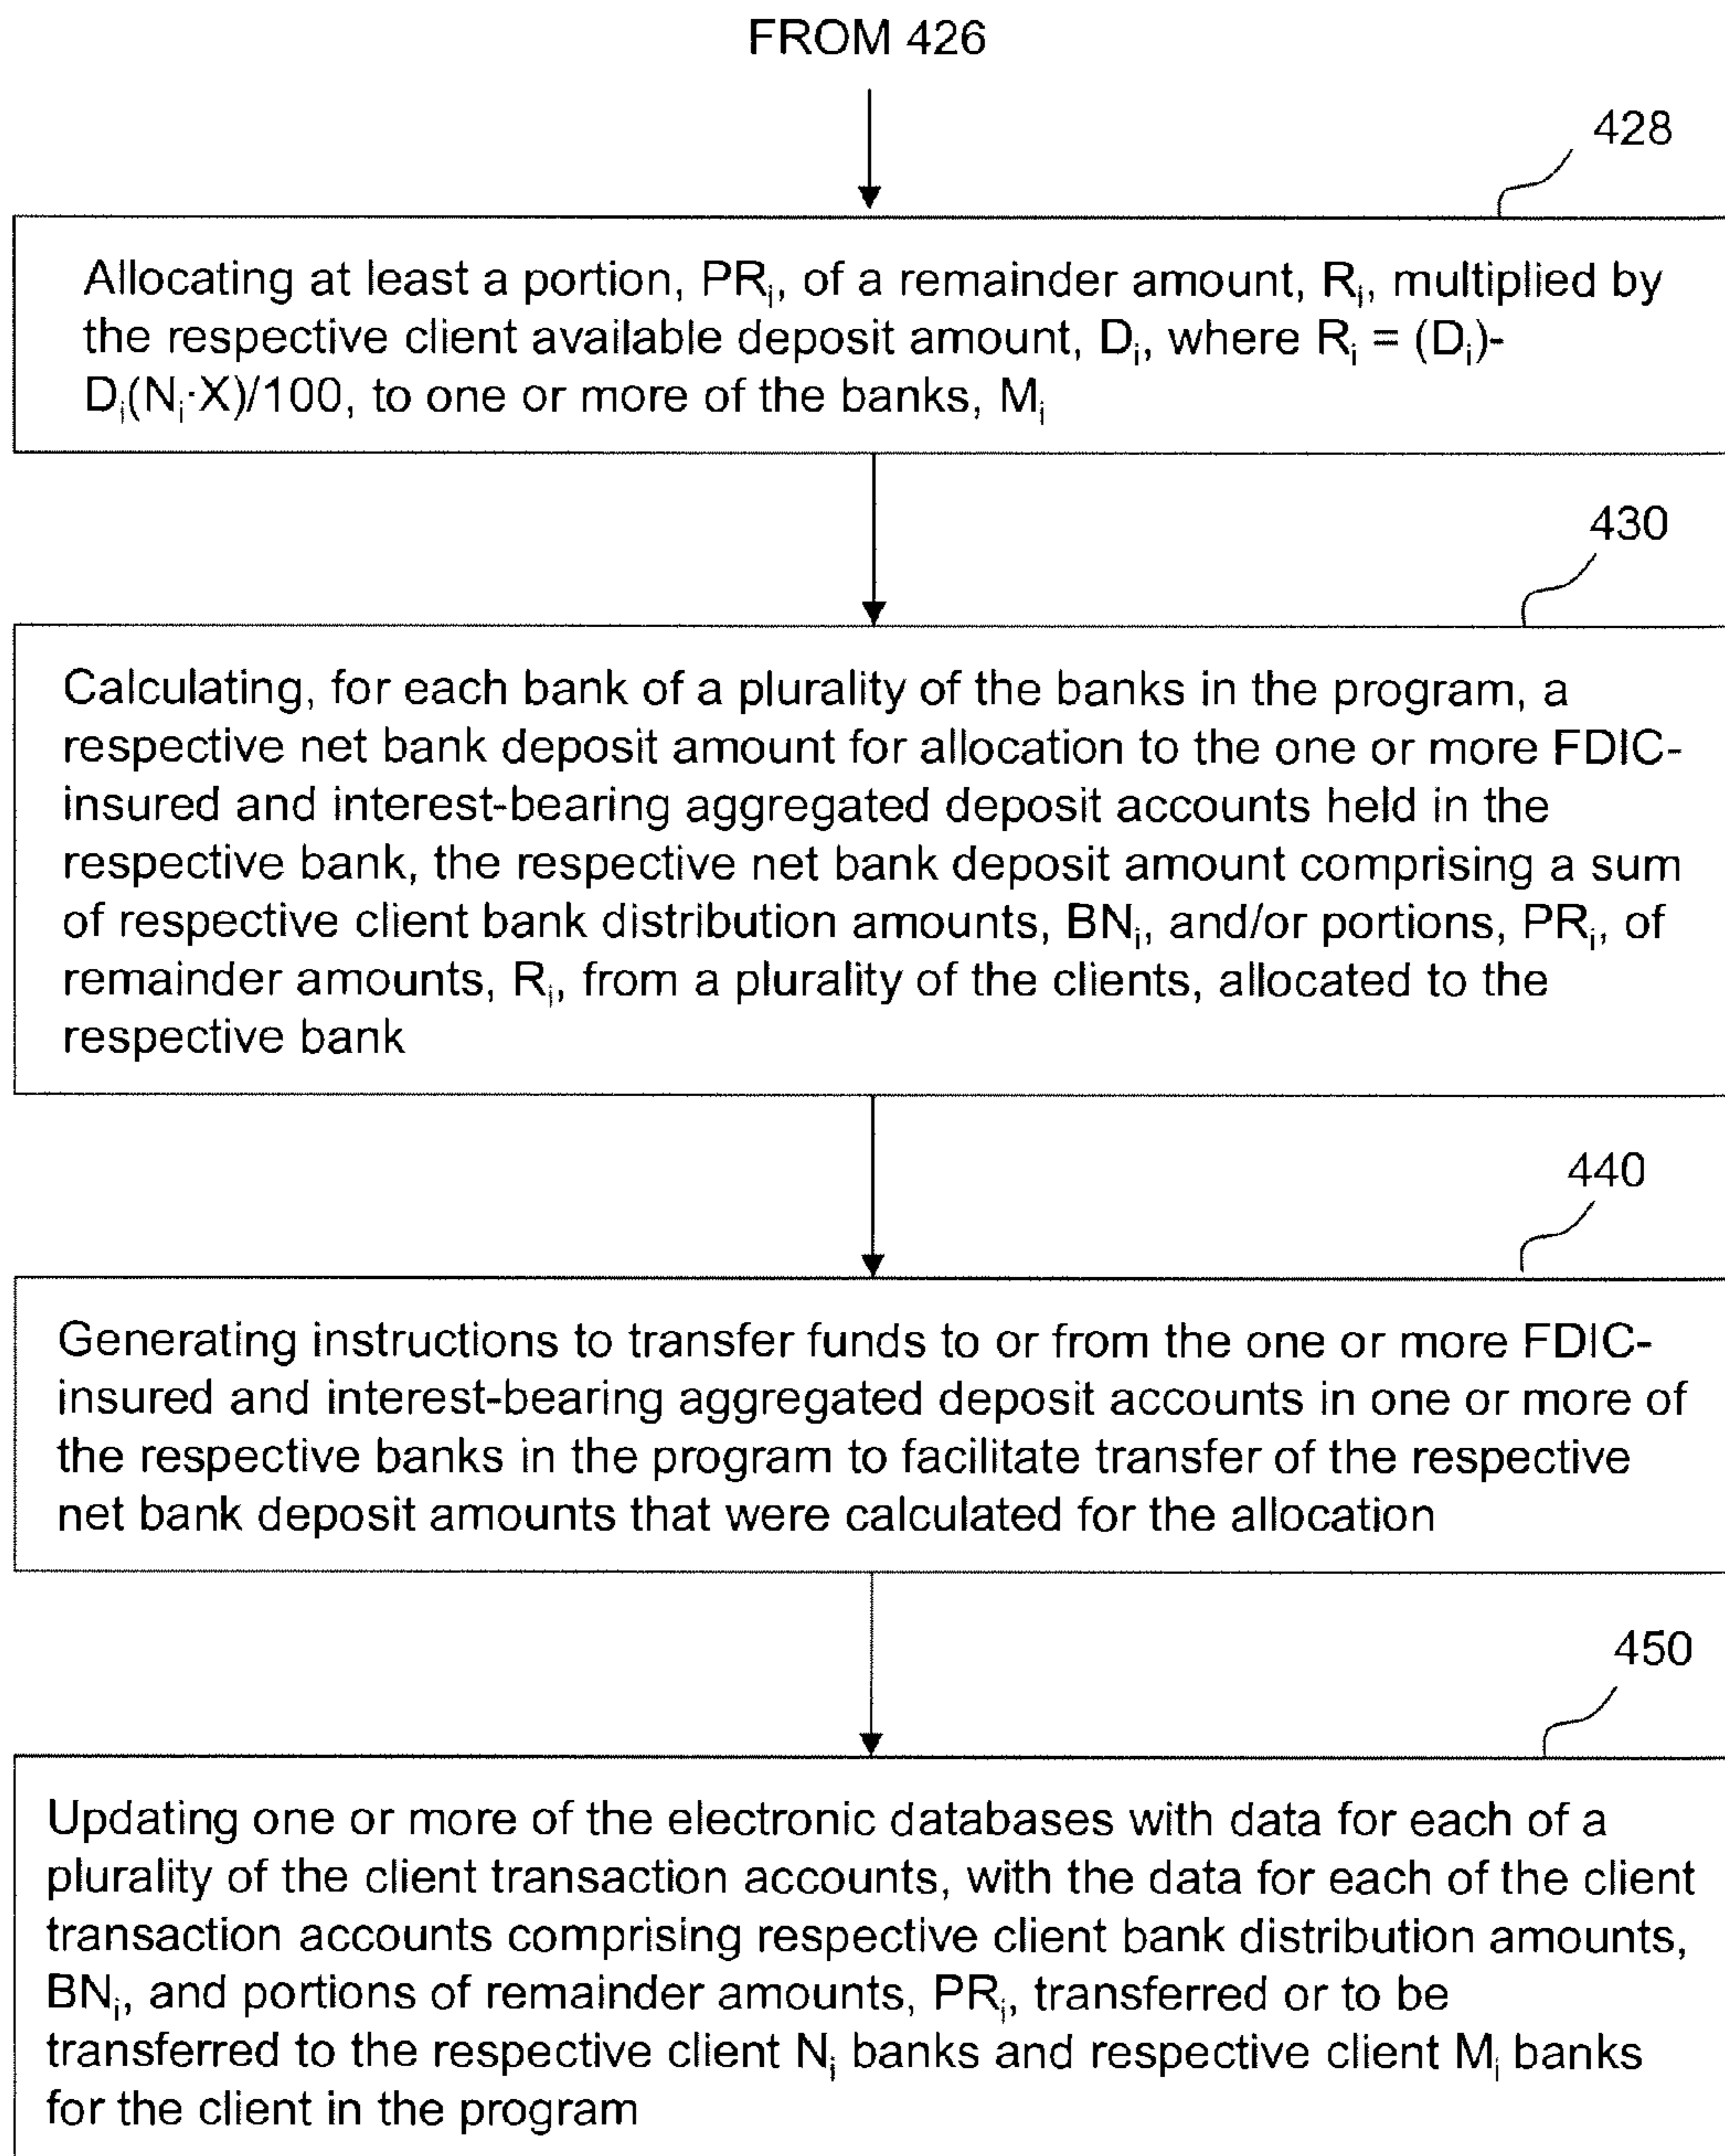 FROM 426
428
Allocating at least a portion, PRᵢ, of a remainder amount, Rᵢ, multiplied by
the respective client available deposit amount, Dᵢ, where Rᵢ = (Dᵢ)-
Dᵢ(Nᵢ·X)/100, to one or more of the banks, Mᵢ
430
Calculating, for each bank of a plurality of the banks in the program, a
respective net bank deposit amount for allocation to the one or more FDIC-
insured and interest-bearing aggregated deposit accounts held in the
respective bank, the respective net bank deposit amount comprising a sum
of respective client bank distribution amounts, BNᵢ, and/or portions, PRᵢ, of
remainder amounts, Rᵢ, from a plurality of the clients, allocated to the
respective bank
440
Generating instructions to transfer funds to or from the one or more FDIC-
insured and interest-bearing aggregated deposit accounts in one or more of
the respective banks in the program to facilitate transfer of the respective
net bank deposit amounts that were calculated for the allocation
450
Updating one or more of the electronic databases with data for each of a
plurality of the client transaction accounts, with the data for each of the client
transaction accounts comprising respective client bank distribution amounts,
BNᵢ, and portions of remainder amounts, PRᵢ, transferred or to be
transferred to the respective client Nᵢ banks and respective client Mᵢ banks
for the client in the program